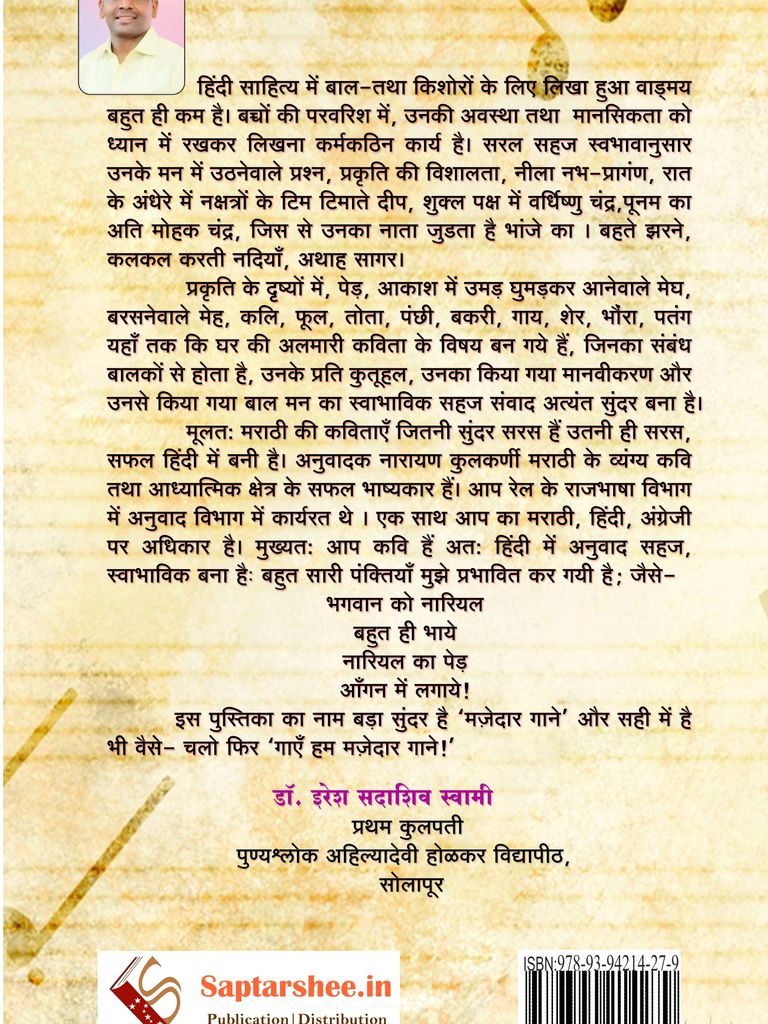 हिंदी साहित्य में बाल-तथा किशोरों के लिए लिखा हुआ वाङ्मय
बहुत ही कम है। बच्चों की परवरिश में, उनकी अवस्था तथा मानसिकता को
ध्यान में रखकर लिखना कर्मकठिन कार्य है। सरल सहज स्वभावानुसार
उनके मन में उठनेवाले प्रश्न, प्रकृति की विशालता, नीला नभ-प्रागंण, रात
के अंधेरे में नक्षत्रों के टिम टिमाते दीप, शुक्ल पक्ष में वर्धिष्णु चंद्र,पूनम का
अति मोहक चंद्र, जिस से उनका नाता जुडता है भांजे का । बहते झरने,
कलकल करती नदियाँ, अथाह सागर।
प्रकृति के दृष्यों में, पेड़, आकाश में उमड़ घुमड़कर आनेवाले मेघ,
बरसनेवाले मेह, कलि, फूल, तोता, पंछी, बकरी, गाय, शेर, भौंरा, पतंग
यहाँ तक कि घर की अलमारी कविता के विषय बन गये हैं, जिनका संबंध
बालकों से होता है, उनके प्रति कुतूहल, उनका किया गया मानवीकरण और
उनसे किया गया बाल मन का स्वाभाविक सहज संवाद अत्यंत सुंदर बना है।
मूलत: मराठी की कविताएँ जितनी सुंदर सरस हैं उतनी ही सरस,
सफल हिंदी में बनी है। अनुवादक नारायण कुलकर्णी मराठी के व्यंग्य कवि
तथा आध्यात्मिक क्षेत्र के सफल भाष्यकार हैं। आप रेल के राजभाषा विभाग
में अनुवाद विभाग में कार्यरत थे । एक साथ आप का मराठी, हिंदी, अंग्रेजी
पर अधिकार है। मुख्यत: आप कवि हैं अत: हिंदी में अनुवाद सहज,
स्वाभाविक बना हैः बहुत सारी पंक्तियाँ मुझे प्रभावित कर गयी है; जैसे-
भगवान को नारियल
बहुत ही भाये
नारियल का पेड़
आँगन में लगाये!
इस पुस्तिका का नाम बड़ा सुंदर है ‘मज़ेदार गाने’ और सही में है
भी वैसे- चलो फिर ‘गाएँ हम मज़ेदार गाने!’
डॉ. इरेश सदाशिव स्वामी
प्रथम कुलपती
पुण्यश्लोक अहिल्यादेवी होळकर विद्यापीठ,
सोलापूर
Saptarshee.in
Publication|Distribution
ISBN:978-93-94214-27-9